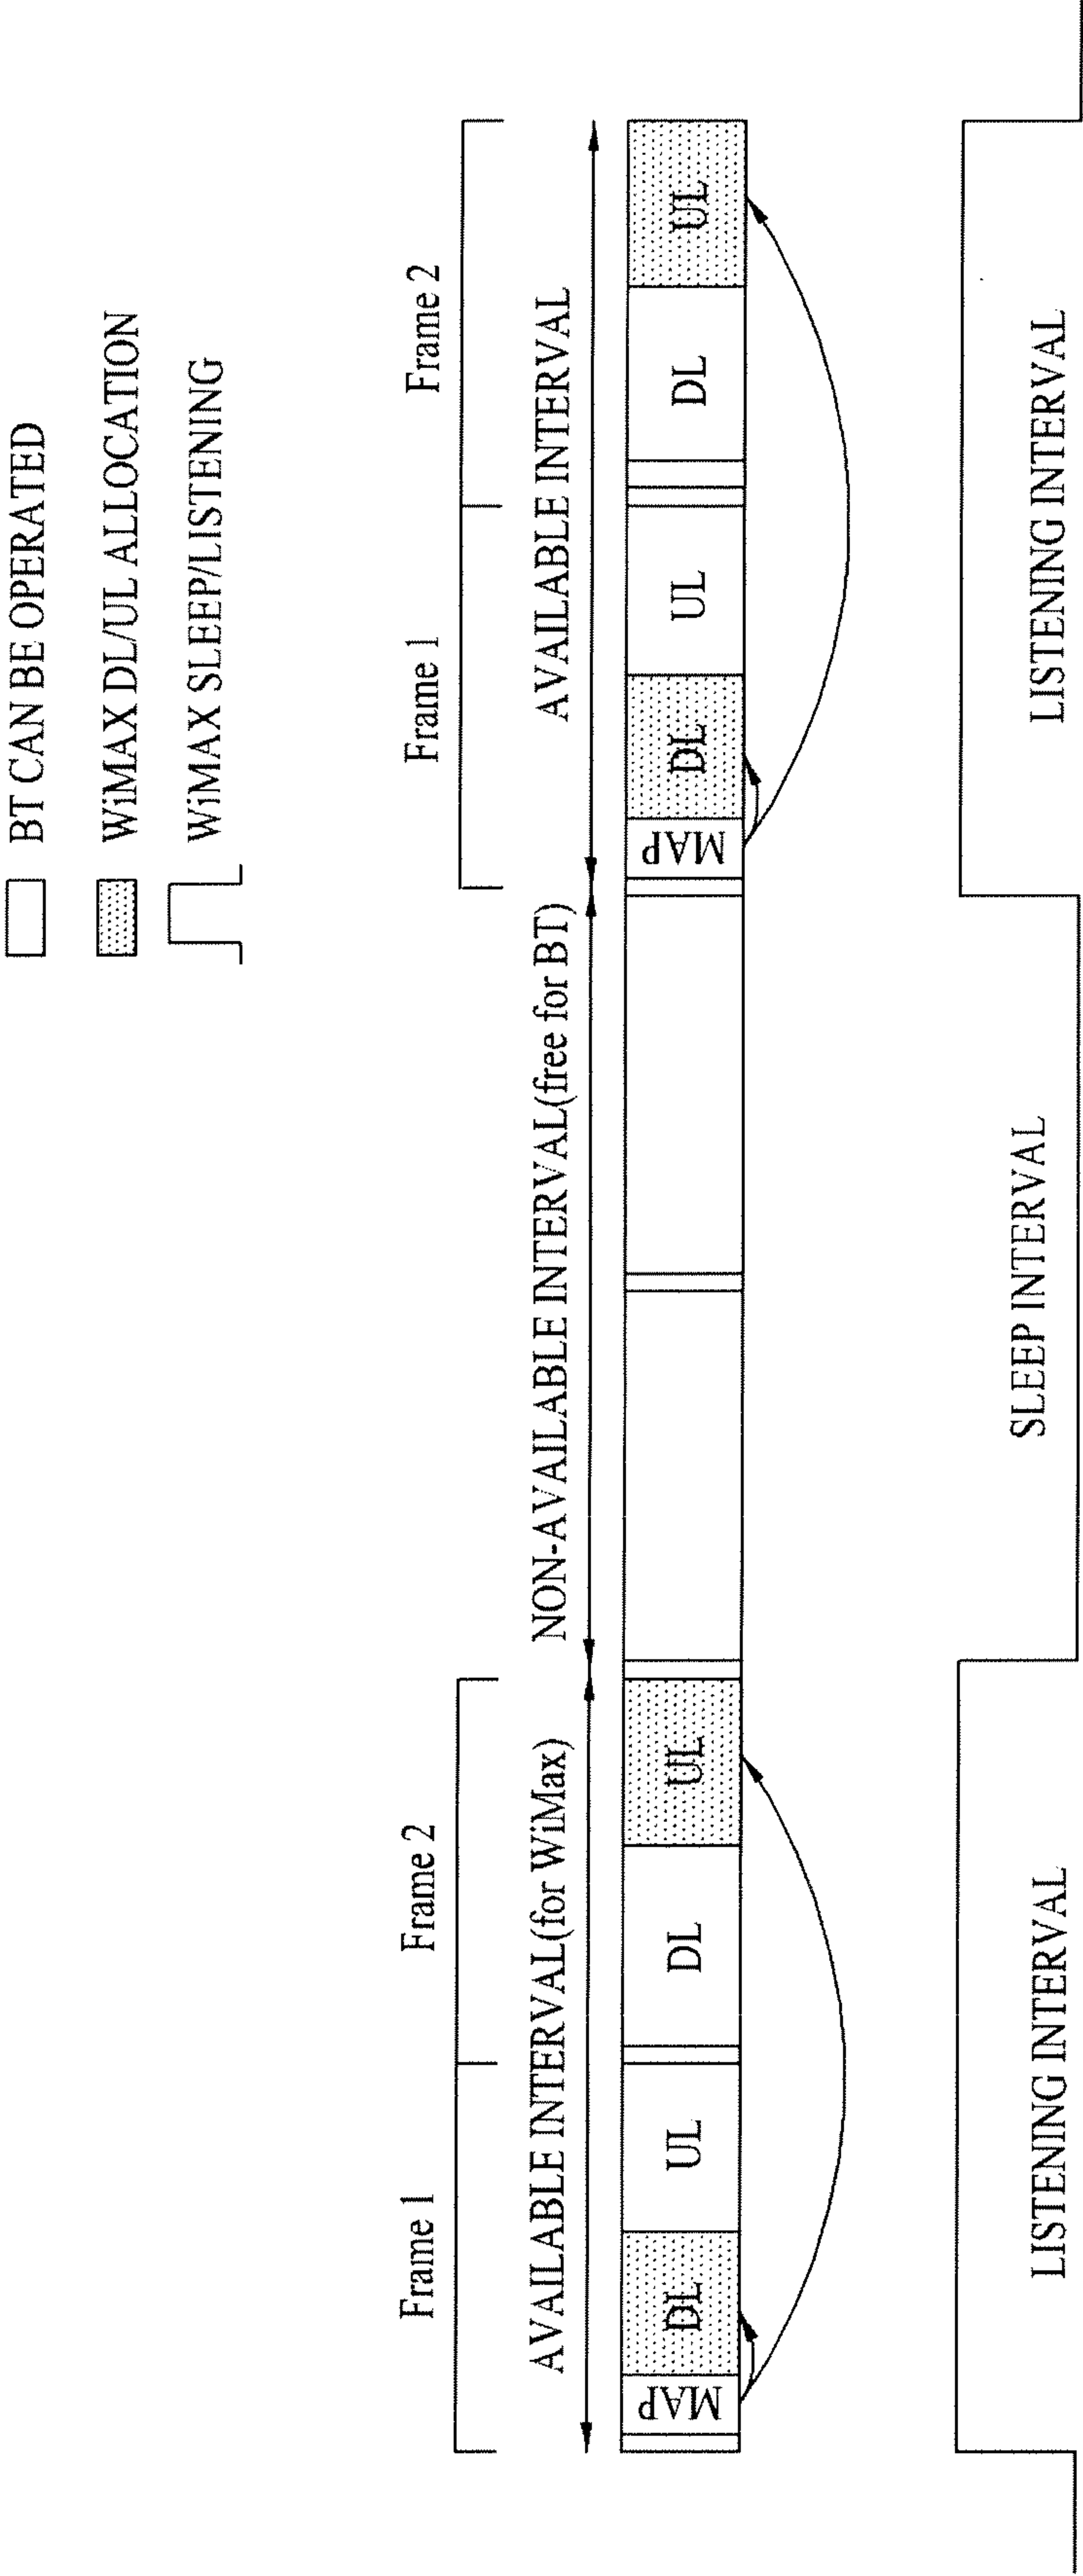 BT CAN BE OPERATED
WiMAX DL/UL ALLOCATION
WiMAX SLEEP/LISTENING
Frame 1
Frame 2
Frame 1
Frame 2
AVAILABLE INTERVAL(for WiMax)
NON-AVAILABLE INTERVAL(free for BT)
AVAILABLE INTERVAL
MAP
DL
UL
DL
UL
MAP
DL
UL
DL
UL
LISTENING INTERVAL
SLEEP INTERVAL
LISTENING INTERVAL